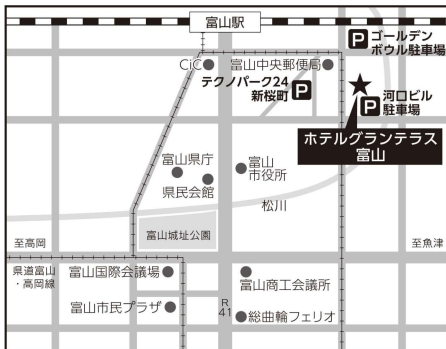 富山駅
P ゴールデン
ボウル駐車場
CiC
富山中央郵便局
テクノパーク24
新桜町 P
P 河口ビル
駐車場
ホテルグランテラス
富山
富山県庁
県民会館
富山
市役所
松川
富山城址公園
至高岡
至魚津
県道富山
・高岡線
富山国際会議場
富山商工会議所
富山市民プラザ
R
41
総曲輪フェリオ